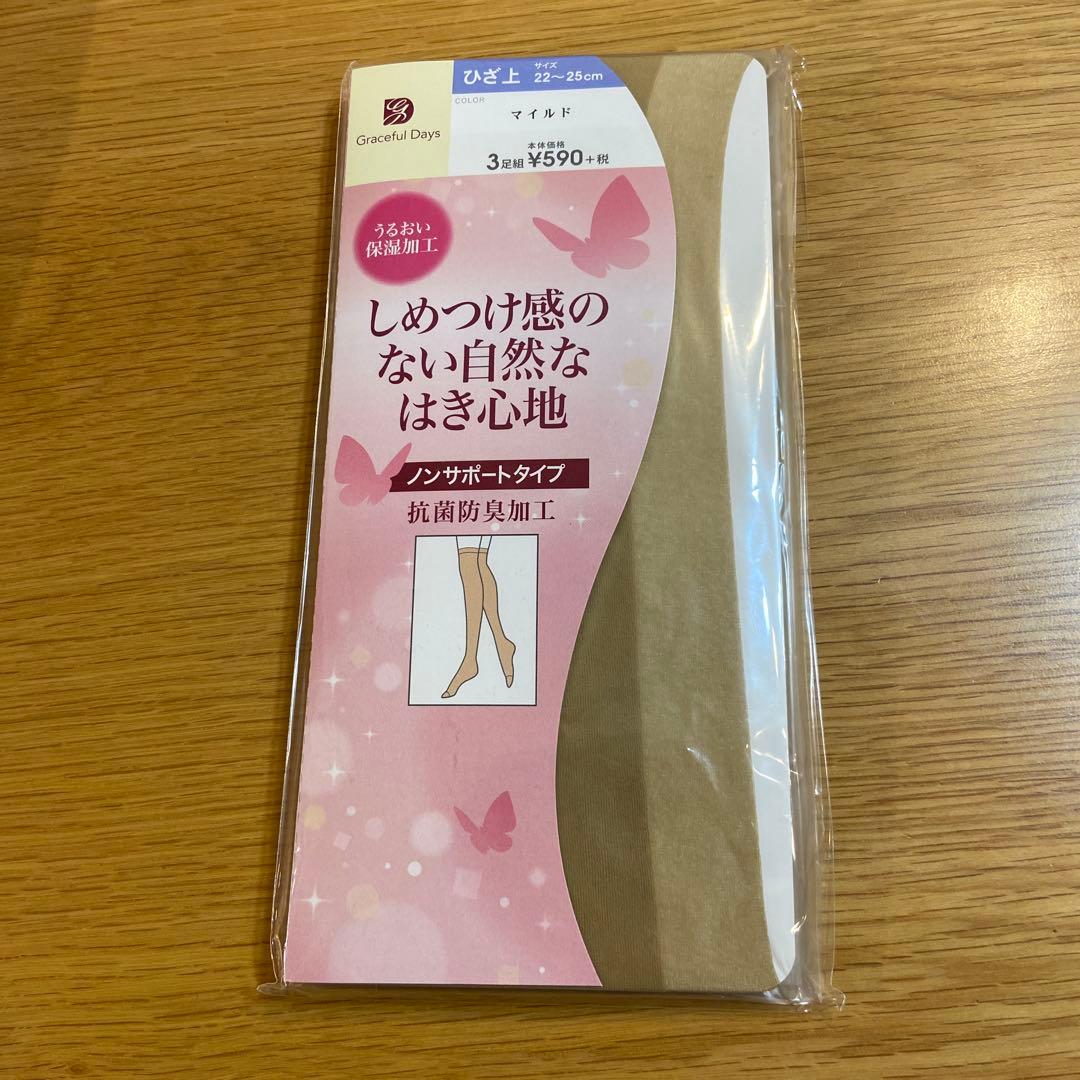 Graceful Days
ひざ上
サイズ
22〜25cm
COLOR
マイルド
本体価格
3足組 ¥590+税
うるおい
保湿加工
しめつけ感の
ない自然な
はき心地
ノンサポートタイプ
抗菌防臭加工